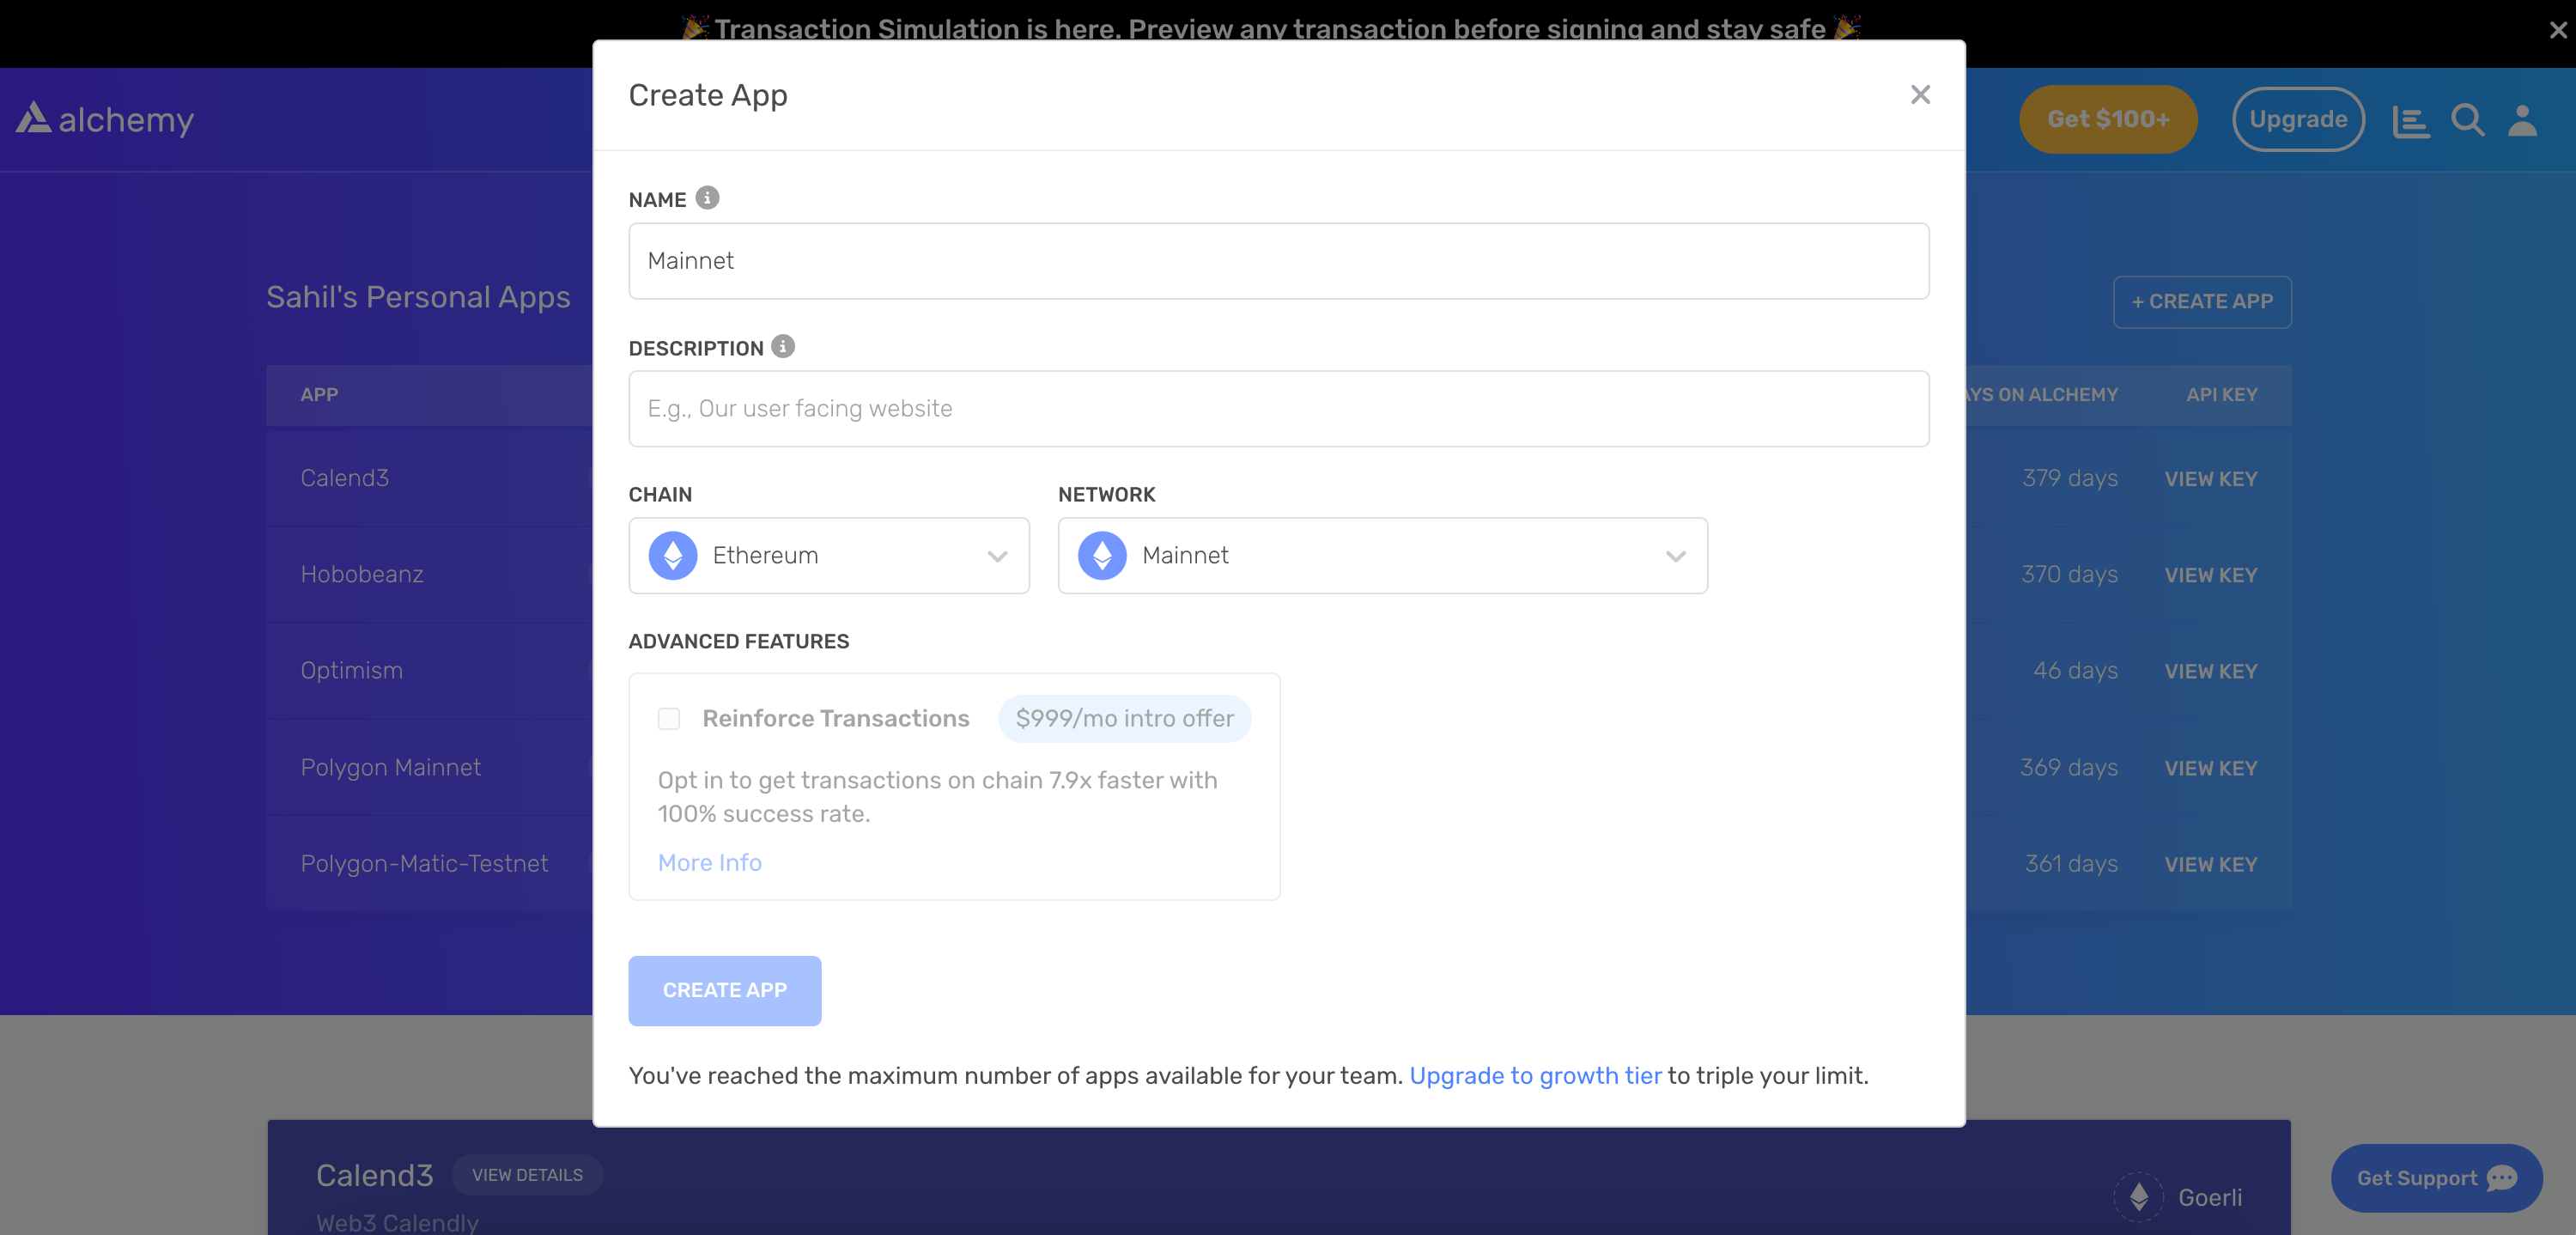 🎉 Transaction Simulation is here. Preview any transaction before signing and stay safe 🎉
alchemy
Get $100+
Upgrade
Create App
NAME
Mainnet
DESCRIPTION
E.g., Our user facing website
CHAIN
NETWORK
Ethereum
Mainnet
ADVANCED FEATURES
Reinforce Transactions
$999/mo intro offer
Opt in to get transactions on chain 7.9x faster with
100% success rate.
More Info
CREATE APP
You've reached the maximum number of apps available for your team. Upgrade to growth tier to triple your limit.
Sahil's Personal Apps
+ CREATE APP
APP
AYS ON ALCHEMY
API KEY
Calend3
379 days
VIEW KEY
Hobobeanz
370 days
VIEW KEY
Optimism
46 days
VIEW KEY
Polygon Mainnet
369 days
VIEW KEY
Polygon-Matic-Testnet
361 days
VIEW KEY
Calend3
VIEW DETAILS
Web3 Calendly
Goerli
Get Support